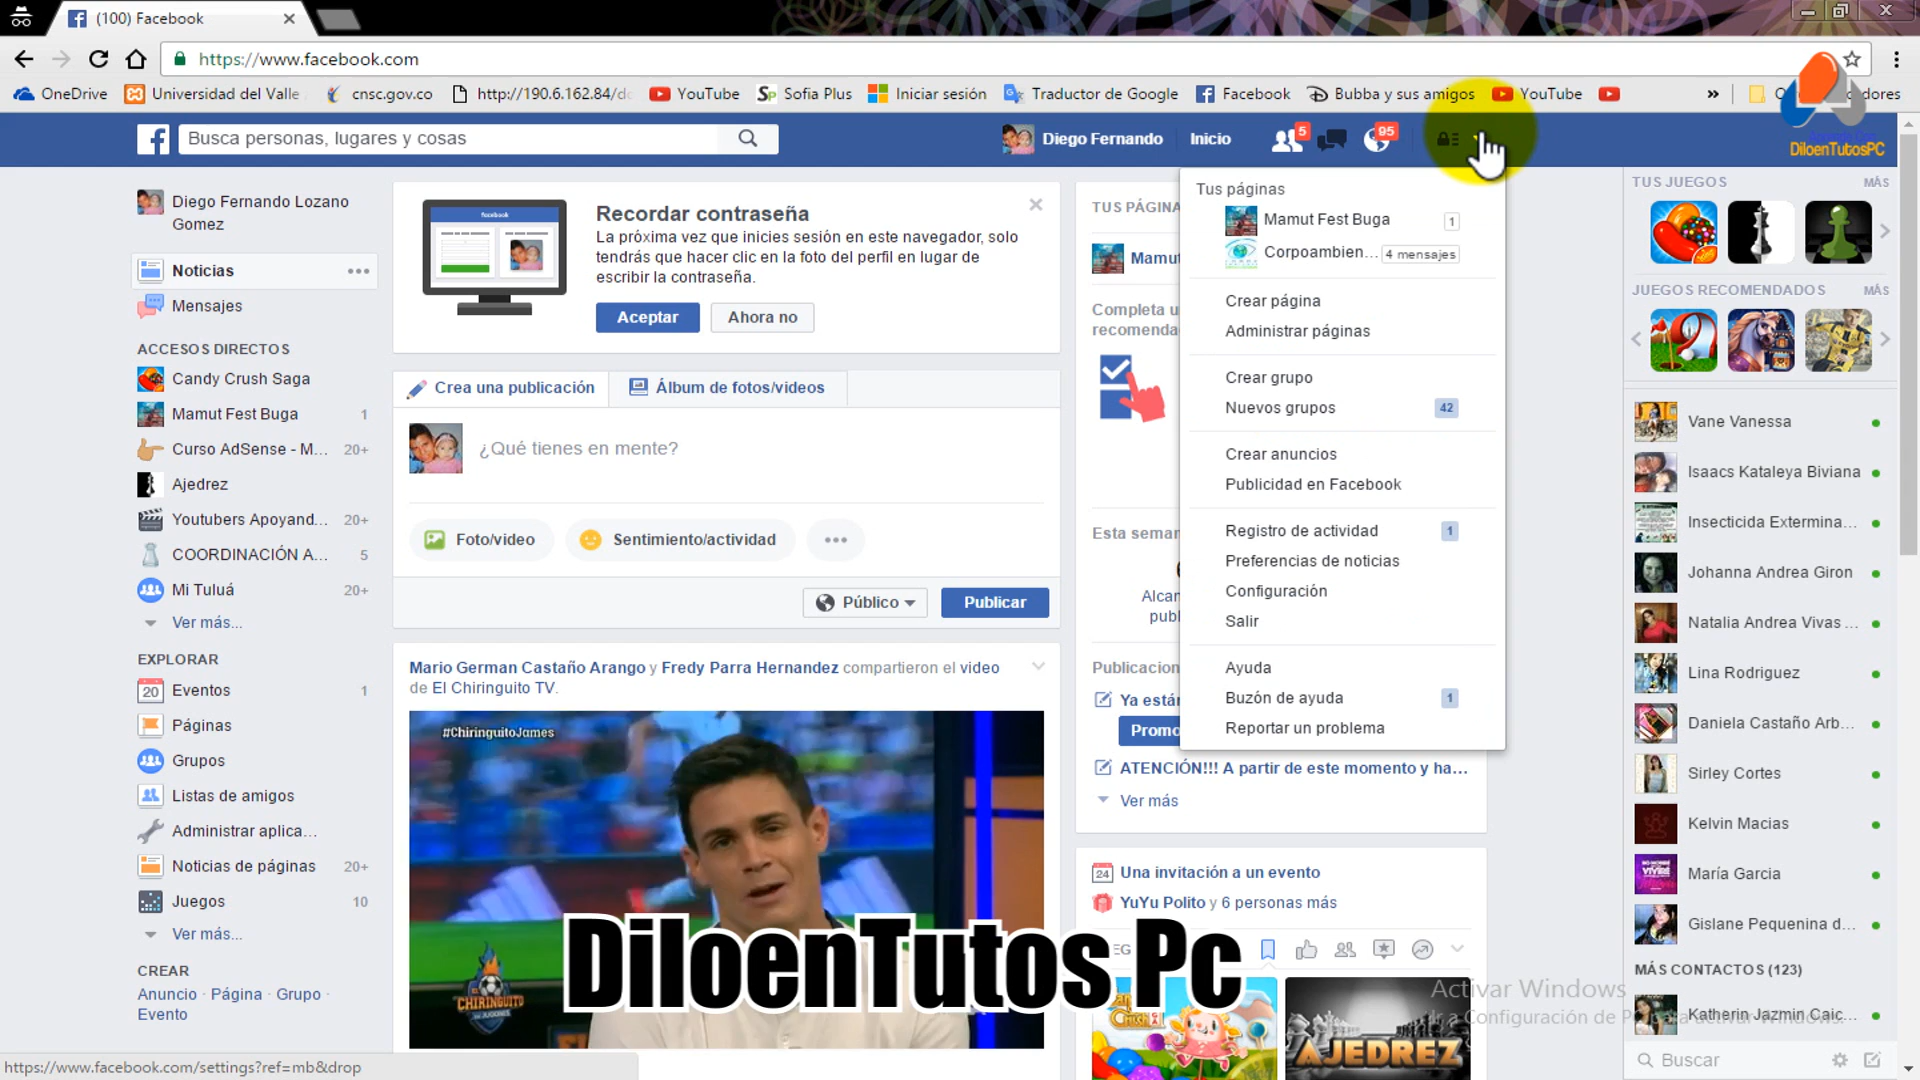 (100) Facebook
https://www.facebook.com
OneDrive
Universidad del Valle
cnsc.gov.co
http://190.6.162.84/dc
YouTube
Sofia Plus
Iniciar sesión
Traductor de Google
Facebook
Bubba y sus amigos
YouTube
»
DiloenTutosPC
Busca personas, lugares y cosas
Diego Fernando
Inicio
5
95
Diego Fernando Lozano
Gomez
Noticias
Mensajes
ACCESOS DIRECTOS
Candy Crush Saga
Mamut Fest Buga 1
Curso AdSense - M... 20+
Ajedrez
Youtubers Apoyand... 20+
COORDINACIÓN A... 5
Mi Tuluá 20+
Ver más...
EXPLORAR
20 Eventos 1
Páginas
Grupos
Listas de amigos
Administrar aplica...
Noticias de páginas 20+
Juegos 10
Ver más...
CREAR
Anuncio · Página · Grupo ·
Evento
facebook
Recordar contraseña
La próxima vez que inicies sesión en este navegador, solo
tendrás que hacer clic en la foto del perfil en lugar de
escribir la contraseña.
Aceptar
Ahora no
Crea una publicación
Álbum de fotos/videos
¿Qué tienes en mente?
Foto/video
Sentimiento/actividad
Público
Publicar
Mario German Castaño Arango y Fredy Parra Hernandez compartieron el video
de El Chiringuito TV.
#ChiringuitoJames
EL
CHIRINGUITO
DE JUGONES
DiloenTutos Pc
TUS PÁGINA
Mamut
Completa u
recomenda
Esta seman
Alcan
publ
Publicacion
Ya están
Promo
ATENCIÓN!!! A partir de este momento y ha...
Ver más
24 Una invitación a un evento
YuYu Polito y 6 personas más
EG
Crush
AJEDREZ
Tus páginas
Mamut Fest Buga 1
Corpoambien... 4 mensajes
Crear página
Administrar páginas
Crear grupo
Nuevos grupos 42
Crear anuncios
Publicidad en Facebook
Registro de actividad 1
Preferencias de noticias
Configuración
Salir
Ayuda
Buzón de ayuda 1
Reportar un problema
TUS JUEGOS MÁS
JUEGOS RECOMENDADOS MÁS
Vane Vanessa
Isaacs Kataleya Biviana
Insecticida Extermina...
Johanna Andrea Giron
Natalia Andrea Vivas ...
Lina Rodriguez
Daniela Castaño Arb...
Sirley Cortes
Kelvin Macias
María Garcia
Gislane Pequenina d...
MÁS CONTACTOS (123)
Katherin Jazmin Caic...
Activar Windows
Buscar
https://www.facebook.com/settings?ref=mb&drop